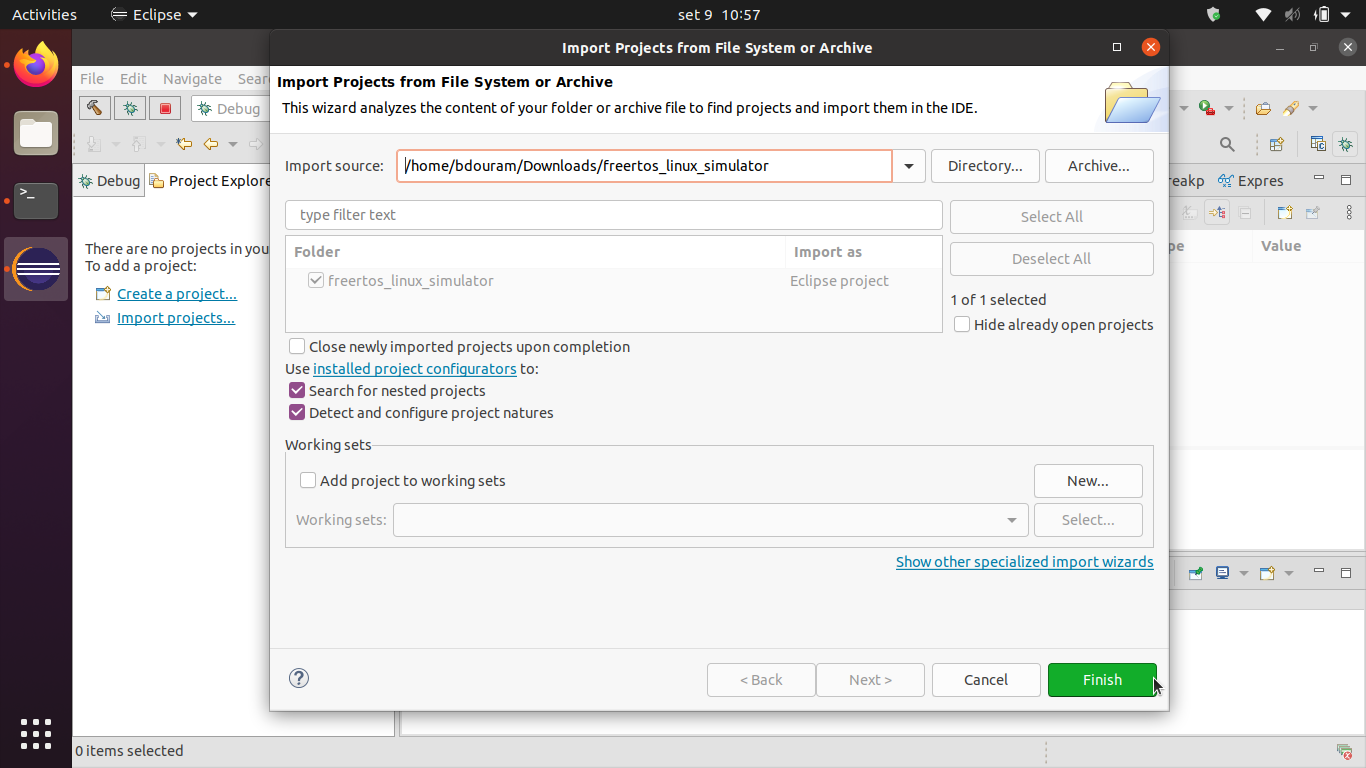 Activities Eclipse set 9 10:57
Import Projects from File System or Archive
File Edit Navigate Sear
Import Projects from File System or Archive
This wizard analyzes the content of your folder or archive file to find projects and import them in the IDE.
Debug
Import source: /home/bdouram/Downloads/freertos_linux_simulator Directory... Archive...
Debug Project Explore
reakp Expres
type filter text Select All
Folder Import as
pe Value
There are no projects in you
To add a project:
Deselect All
freertos_linux_simulator Eclipse project
Create a project...
1 of 1 selected
Import projects...
Hide already open projects
Close newly imported projects upon completion
Use installed project configurators to:
Search for nested projects
Detect and configure project natures
Working sets
Add project to working sets New...
Working sets: Select...
Show other specialized import wizards
? < Back Next > Cancel Finish
0 items selected